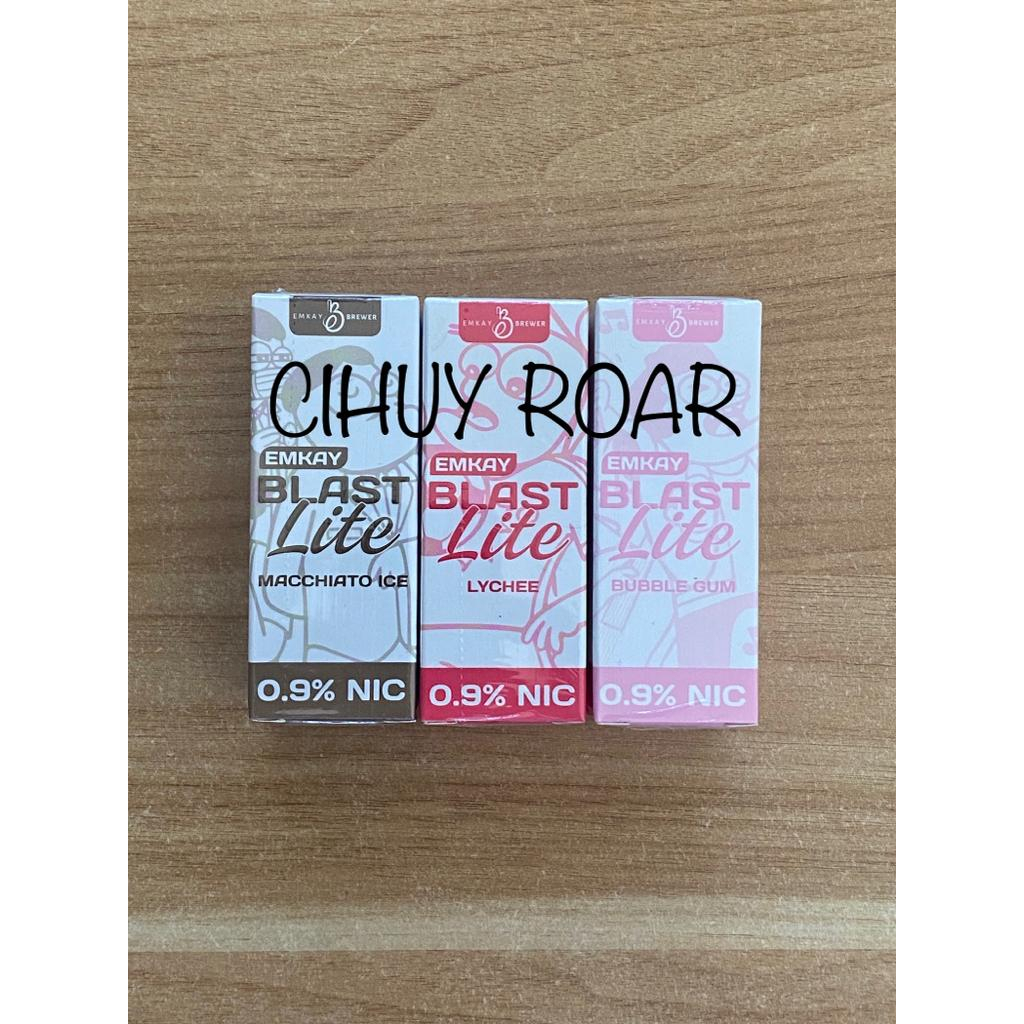 EMKAY BREWER
EMKAY BREWER
EMKAY BREWER
CIHUY ROAR
EMKAY
BLAST
Lite
MACCHIATO ICE
0.9% NIC
EMKAY
BLAST
Lite
LYCHEE
0.9% NIC
EMKAY
BLAST
Lite
BUBBLE GUM
0.9% NIC